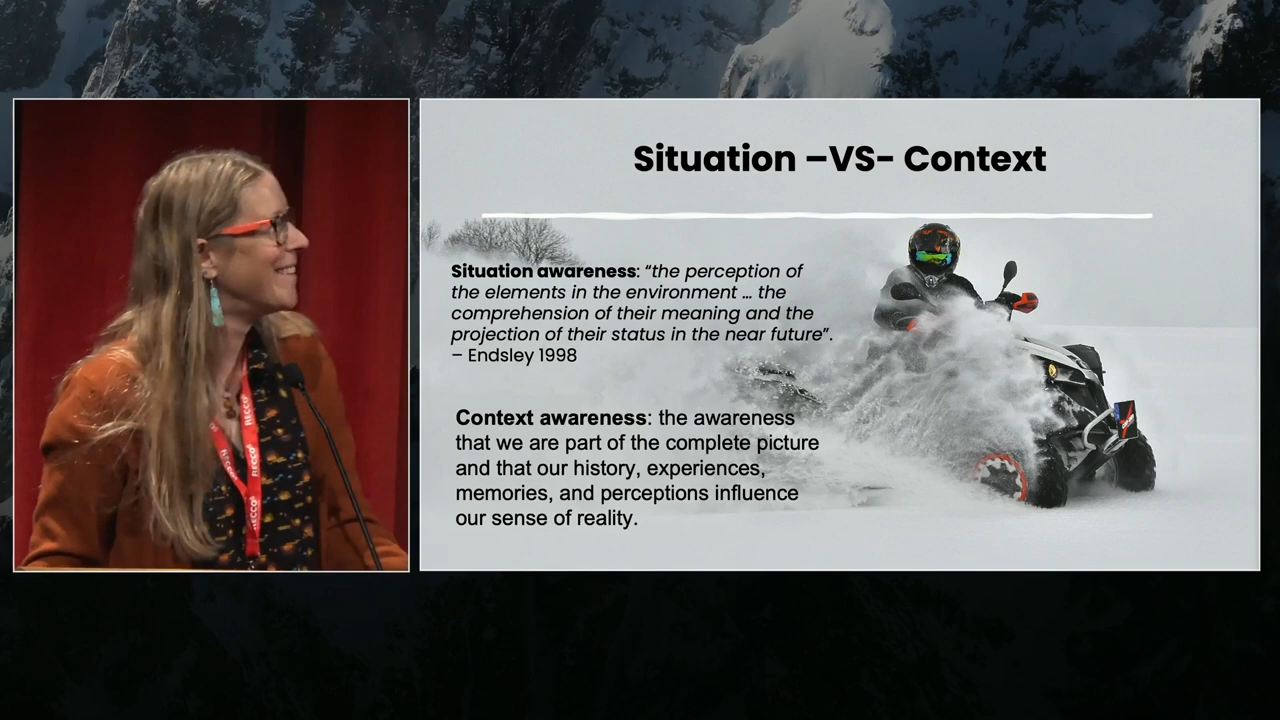 Situation –VS- Context
Situation awareness: “the perception of
the elements in the environment … the
comprehension of their meaning and the
projection of their status in the near future”.
– Endsley 1998
Context awareness: the awareness
that we are part of the complete picture
and that our history, experiences,
memories, and perceptions influence
our sense of reality.
RECCO
RECCO
RECCO
RECCO